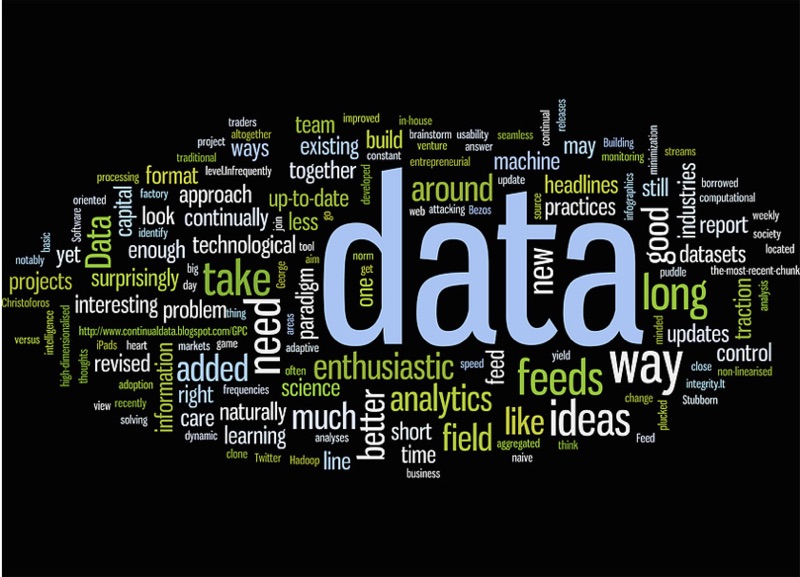 traders
altogether
team
improved
in-house
project
ways
existing
build
brainstorm
usability
seamless
continual
releases
traditional
constant
venture
answer
may
Building
minimization
level.Infrequently
together
entrepreneurial
machine
monitoring
streams
processing
format
developed
update
headlines
infographics
still
industries
borrowed
oriented
factory
approach
up-to-date
around
source
practices
computational
Software
capital
look
continually
join
less
go
web
attacking
Bezos
good
report
weekly
basic
Data
identify
society
notably
yet
enough
technological
tool
data
norm
new
datasets
located
projects
surprisingly
big
day
take
George
aim
one
get
puddle
the-most-recent-chunk
Christoforos
interesting
problem
thing
need
paradigm
long
traction
analysis
versus
intelligence
http://www.continualdata.blogspot.com/GPC
areas
minded
updates
high-dimensionalised
thoughts
iPads
heart
markets
game
adaptive
way
control
revised
information
added
often
enthusiastic
speed
feed
yield
feeds
close
non-linearised
adoption
right
frequencies
science
better
analytics
integrity.It
change
Stubborn
view
recently
care
naturally
much
like
ideas
plucked
solving
dynamic
learning
analyses
short
field
aggregated
think
Feed
clone
Twitter
Hadoop
line
time
naive
business